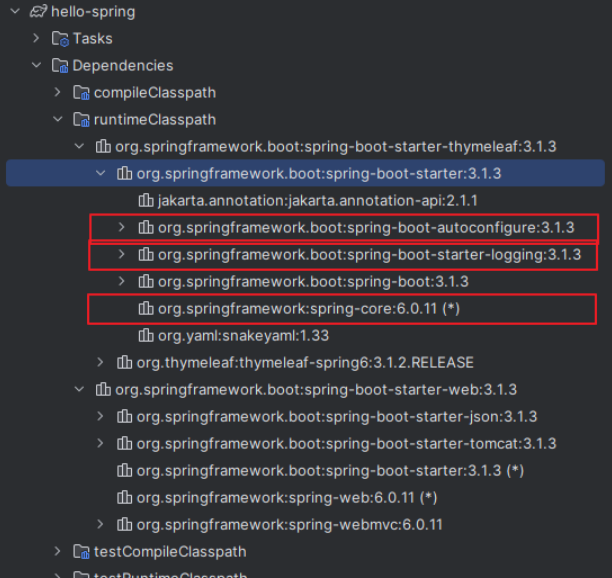 hello-spring
Tasks
Dependencies
compileClasspath
runtimeClasspath
org.springframework.boot:spring-boot-starter-thymeleaf:3.1.3
org.springframework.boot:spring-boot-starter:3.1.3
jakarta.annotation:jakarta.annotation-api:2.1.1
org.springframework.boot:spring-boot-autoconfigure:3.1.3
org.springframework.boot:spring-boot-starter-logging:3.1.3
org.springframework.boot:spring-boot:3.1.3
org.springframework:spring-core:6.0.11 (*)
org.yaml:snakeyaml:1.33
org.thymeleaf:thymeleaf-spring6:3.1.2.RELEASE
org.springframework.boot:spring-boot-starter-web:3.1.3
org.springframework.boot:spring-boot-starter-json:3.1.3
org.springframework.boot:spring-boot-starter-tomcat:3.1.3
org.springframework.boot:spring-boot-starter:3.1.3 (*)
org.springframework:spring-web:6.0.11 (*)
org.springframework:spring-webmvc:6.0.11
testCompileClasspath
testRuntimeClasspath